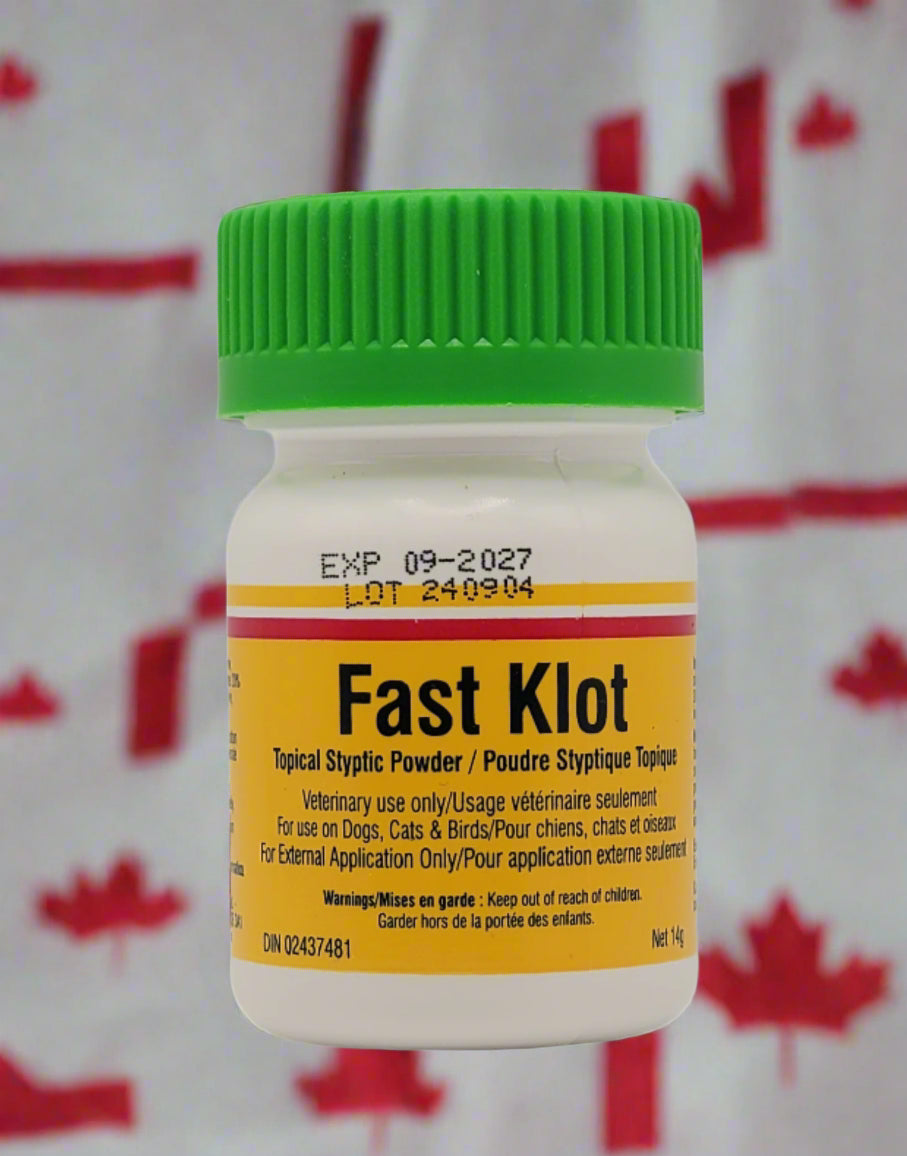 EXP 09-2027
LOT 240904
Fast Klot
Topical Styptic Powder / Poudre Styptique Topique
Veterinary use only/Usage vétérinaire seulement
For use on Dogs, Cats & Birds/Pour chiens, chats et oiseaux
For External Application Only/Pour application externe seulement
Warnings/Mises en garde : Keep out of reach of children.
Garder hors de la portée des enfants.
DIN 02437481
Net 14g